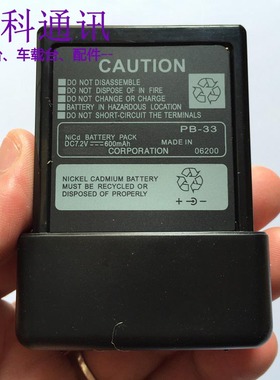 科通讯
台、车载台、配件一
CAUTION
●DO NOT DISASSEMBLE
●DO NOT DISPOSE OF IN FIRE
●DO NOT CHANGE OR CHARGE
BATTERY IN HAZARDOUS LOCATION
●DO NOT SHORT-CIRCUIT THE TERMINALS
PB-33
NiCd BATTERY PACK
DC7.2V 600mAh MADE IN
CORPORATION 06200
NICKEL CADMIUM BATTERY
MUST BE RECYCLED OR
DISPOSED OF PROPERLY.
+ -